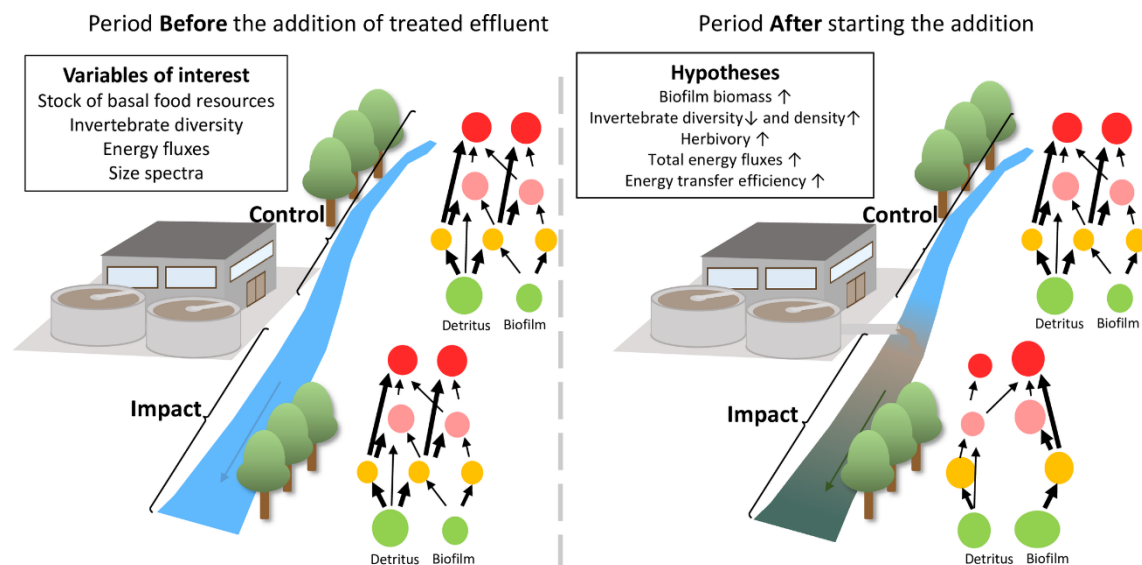 Period Before the addition of treated effluent
Variables of interest
Stock of basal food resources
Invertebrate diversity
Energy fluxes
Size spectra
Control
Detritus Biofilm
Impact
Detritus Biofilm
Period After starting the addition
Hypotheses
Biofilm biomass ↑
Invertebrate diversity↓ and density↑
Herbivory ↑
Total energy fluxes ↑
Energy transfer efficiency ↑
Control
Detritus Biofilm
Impact
Detritus Biofilm